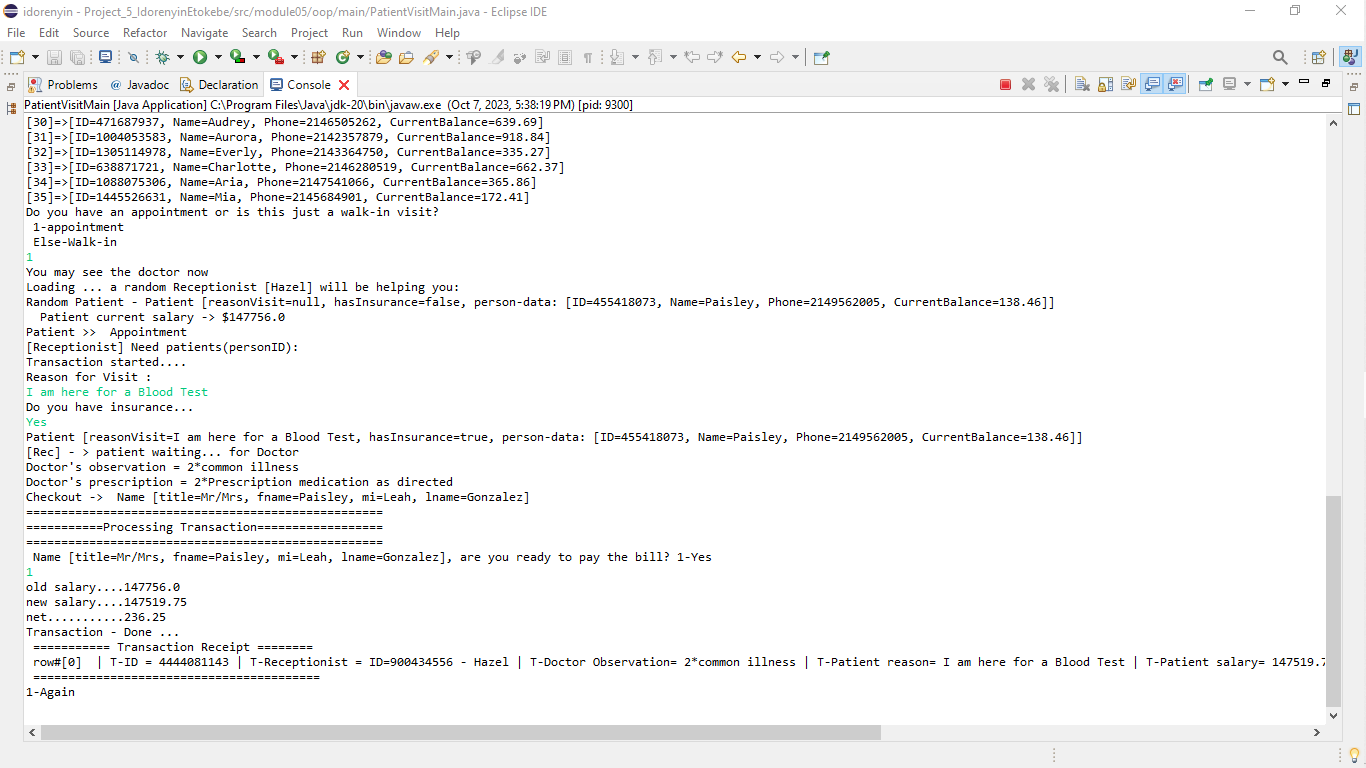 idorenyin - Project_5_IdorenyinEtokebe/src/module05/oop/main/PatientVisitMain.java - Eclipse IDE
File Edit Source Refactor Navigate Search Project Run Window Help
Problems @ Javadoc Declaration Console
PatientVisitMain [Java Application] C:\Program Files\Java\jdk-20\bin\javaw.exe (Oct 7, 2023, 5:38:19 PM) [pid: 9300]
[30]=>[ID=471687937, Name=Audrey, Phone=2146505262, CurrentBalance=639.69]
[31]=>[ID=1004053583, Name=Aurora, Phone=2142357879, CurrentBalance=918.84]
[32]=>[ID=1305114978, Name=Everly, Phone=2143364750, CurrentBalance=335.27]
[33]=>[ID=638871721, Name=Charlotte, Phone=2146280519, CurrentBalance=662.37]
[34]=>[ID=1088075306, Name=Aria, Phone=2147541066, CurrentBalance=365.86]
[35]=>[ID=1445526631, Name=Mia, Phone=2145684901, CurrentBalance=172.41]
Do you have an appointment or is this just a walk-in visit?
1-appointment
Else-Walk-in
1
You may see the doctor now
Loading ... a random Receptionist [Hazel] will be helping you:
Random Patient - Patient [reasonVisit=null, hasInsurance=false, person-data: [ID=455418073, Name=Paisley, Phone=2149562005, CurrentBalance=138.46]]
Patient current salary -> $147756.0
Patient >>  Appointment
[Receptionist] Need patients(personID):
Transaction started....
Reason for Visit :
I am here for a Blood Test
Do you have insurance...
Yes
Patient [reasonVisit=I am here for a Blood Test, hasInsurance=true, person-data: [ID=455418073, Name=Paisley, Phone=2149562005, CurrentBalance=138.46]]
[Rec] - > patient waiting... for Doctor
Doctor's observation = 2*common illness
Doctor's prescription = 2*Prescription medication as directed
Checkout ->  Name [title=Mr/Mrs, fname=Paisley, mi=Leah, lname=Gonzalez]
===================================================
===========Processing Transaction==================
===================================================
Name [title=Mr/Mrs, fname=Paisley, mi=Leah, lname=Gonzalez], are you ready to pay the bill? 1-Yes
1
old salary....147756.0
new salary....147519.75
net...........236.25
Transaction - Done ...
=========== Transaction Receipt ========
row#[0]  | T-ID = 4444081143 | T-Receptionist = ID=900434556 - Hazel | T-Doctor Observation= 2*common illness | T-Patient reason= I am here for a Blood Test | T-Patient salary= 147519.7
=========================================
1-Again